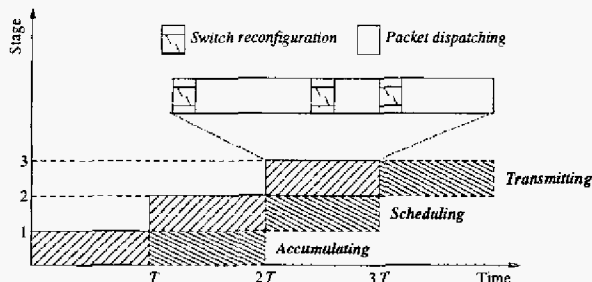 Stage
Switch reconfiguration
Packet dispatching
3
Transmitting
2
Scheduling
1
Accumulating
T
2T
3T
Time